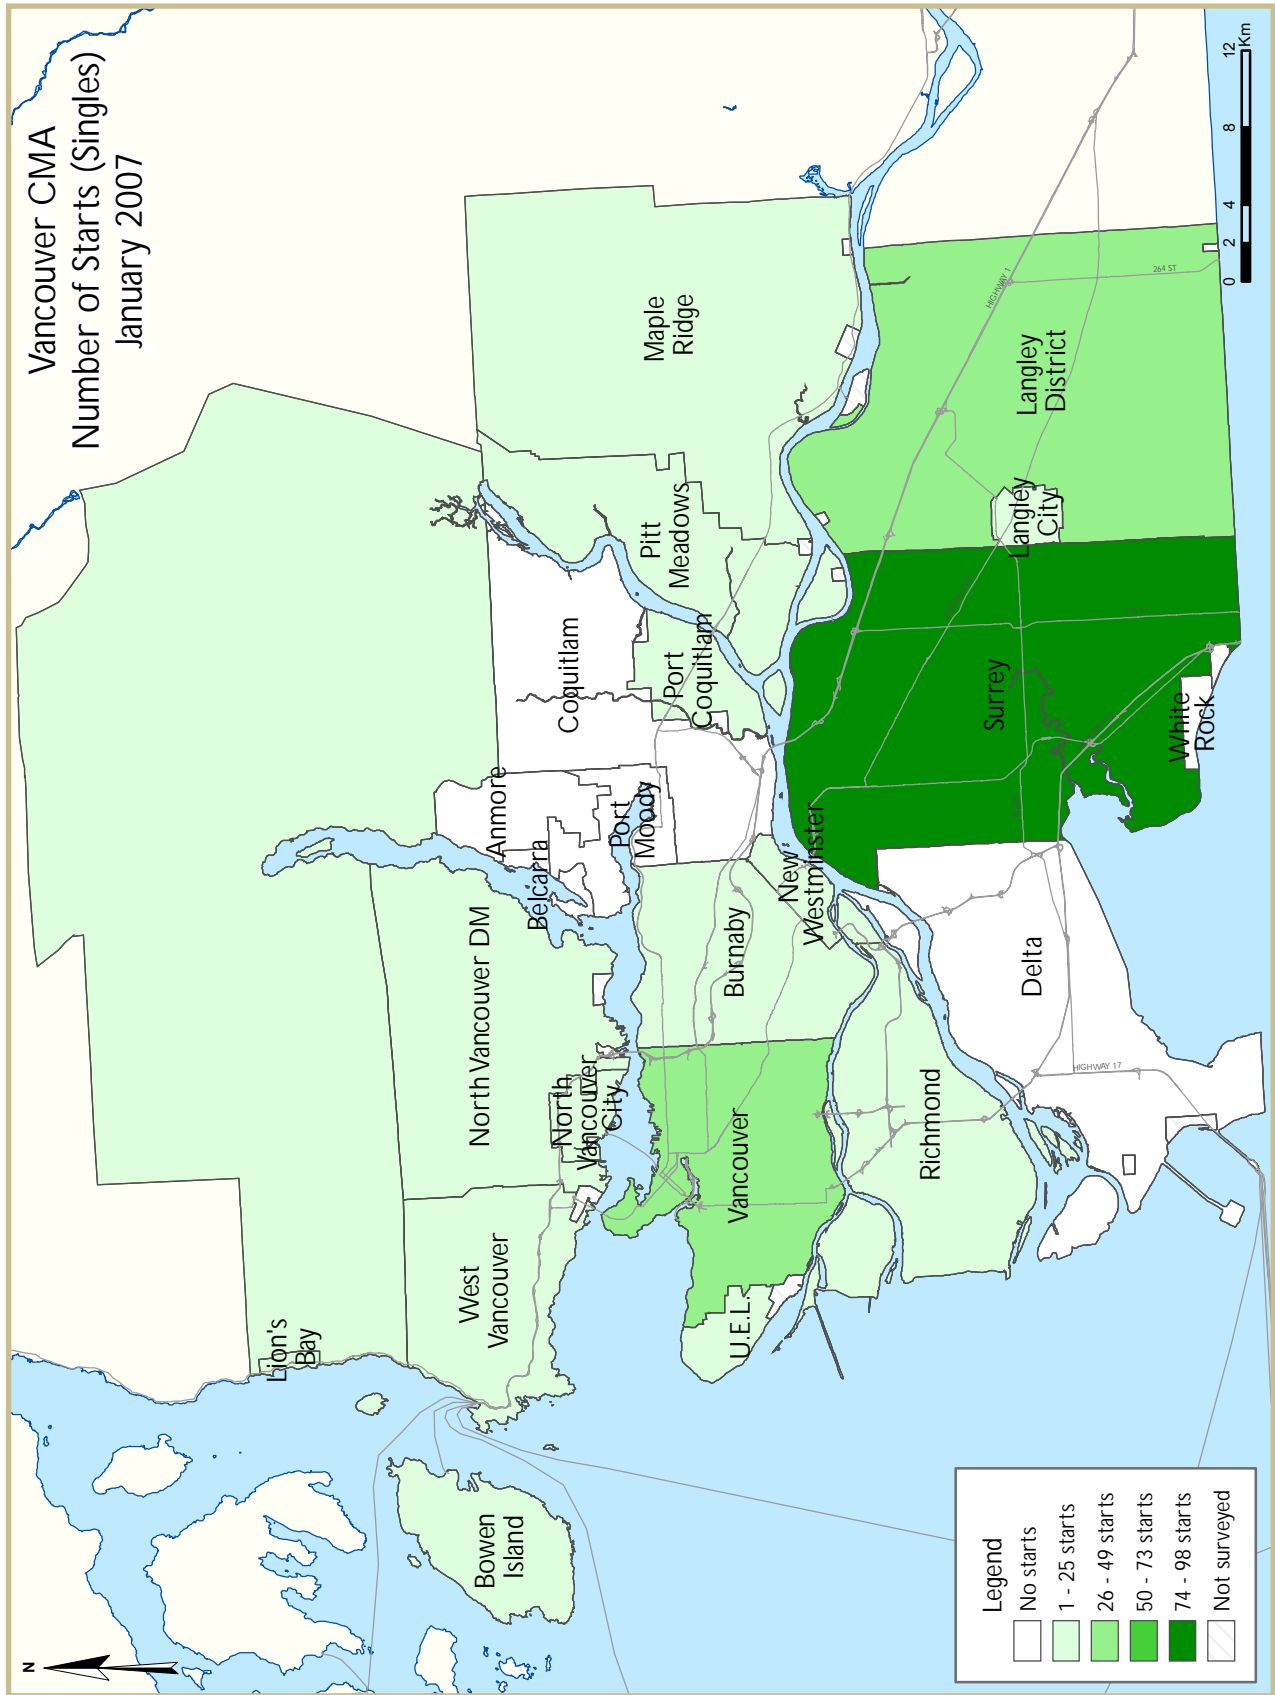 Vancouver CMA
Number of Starts (Singles)
January 2007
N
Lion's
Bay
Bowen
Island
West
Vancouver
North Vancouver DM
North
Vancouver
City
Belcarra
Anmore
Port
Moody
Coquitlam
Port
Coquitlam
Pitt
Meadows
Maple
Ridge
U.E.L.
Vancouver
Burnaby
New
Westminster
Richmond
Delta
Surrey
White
Rock
Langley
City
Langley
District
HIGHWAY 1
264 ST
HIGHWAY 17
Legend
No starts
1 - 25 starts
26 - 49 starts
50 - 73 starts
74 - 98 starts
Not surveyed
0 2 4 8 12
Km